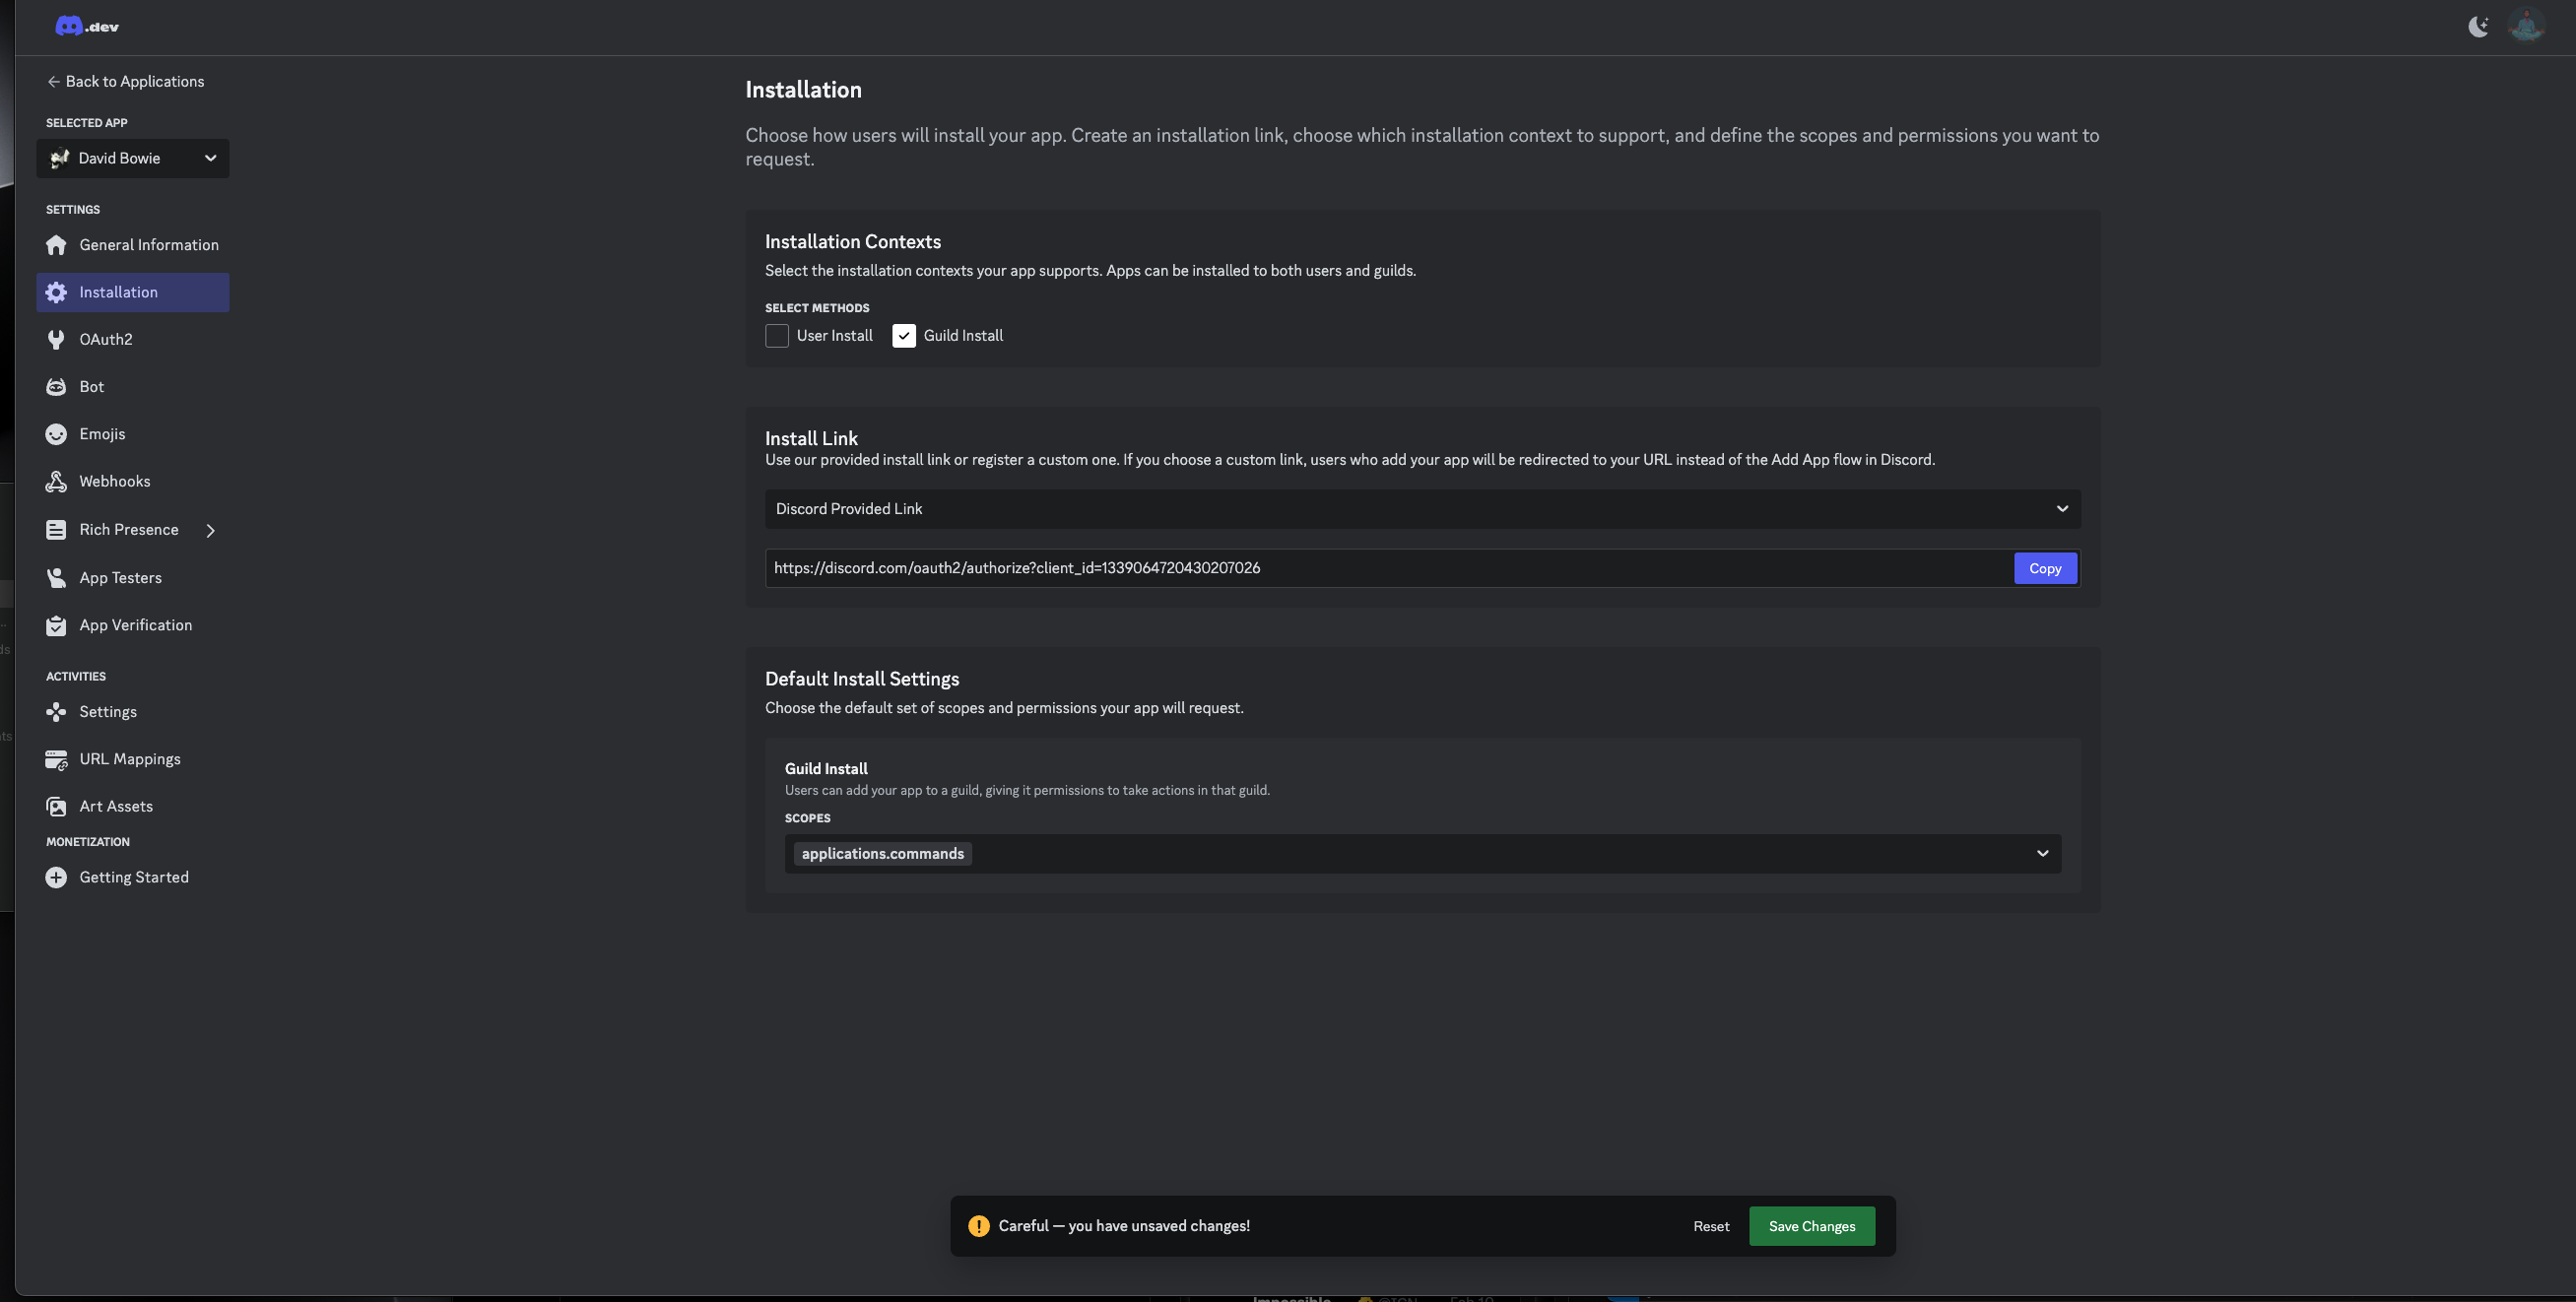 .dev
Back to Applications
SELECTED APP
David Bowie
SETTINGS
General Information
Installation
OAuth2
Bot
Emojis
Webhooks
Rich Presence
App Testers
App Verification
ACTIVITIES
Settings
URL Mappings
Art Assets
MONETIZATION
Getting Started
Installation
Choose how users will install your app. Create an installation link, choose which installation context to support, and define the scopes and permissions you want to
request.
Installation Contexts
Select the installation contexts your app supports. Apps can be installed to both users and guilds.
SELECT METHODS
User Install Guild Install
Install Link
Use our provided install link or register a custom one. If you choose a custom link, users who add your app will be redirected to your URL instead of the Add App flow in Discord.
Discord Provided Link
https://discord.com/oauth2/authorize?client_id=1339064720430207026 Copy
Default Install Settings
Choose the default set of scopes and permissions your app will request.
Guild Install
Users can add your app to a guild, giving it permissions to take actions in that guild.
SCOPES
applications.commands
Careful — you have unsaved changes! Reset Save Changes